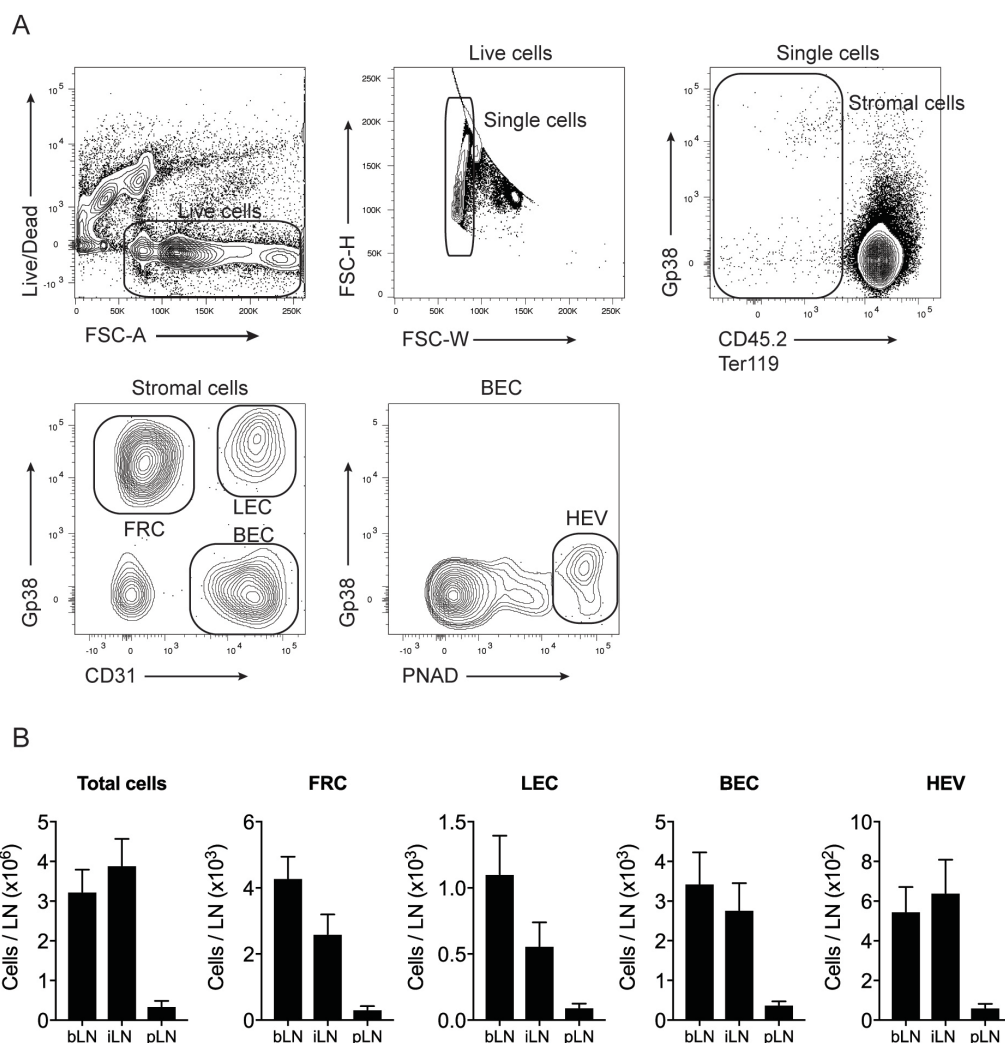 A
Live cells
Single cells
10^5
10^4
10^3
0
-10^3
Live/Dead
Live cells
0
50K
100K
150K
200K
250K
FSC-A
250K
200K
150K
100K
50K
0
FSC-H
Single cells
0
50K
100K
150K
200K
250K
FSC-W
10^5
10^4
10^3
0
Gp38
Stromal cells
0
10^3
10^4
10^5
CD45.2
Ter119
Stromal cells
BEC
5
10
10^4
10^3
0
Gp38
FRC
LEC
BEC
-10^3
0
10^3
10^4
10^5
CD31
5
10^4
10^3
0
Gp38
HEV
-10^3
0
10^3
10^4
10^5
PNAD
B
Total cells
FRC
LEC
BEC
HEV
Cells / LN (x10^6)
5
4
3
2
1
0
bLN iLN pLN
Cells / LN (x10^3)
6
4
2
0
bLN iLN pLN
Cells / LN (x10^3)
1.5
1.0
0.5
0.0
bLN iLN pLN
Cells / LN (x10^3)
5
4
3
2
1
0
bLN iLN pLN
Cells / LN (x10^2)
10
8
6
4
2
0
bLN iLN pLN